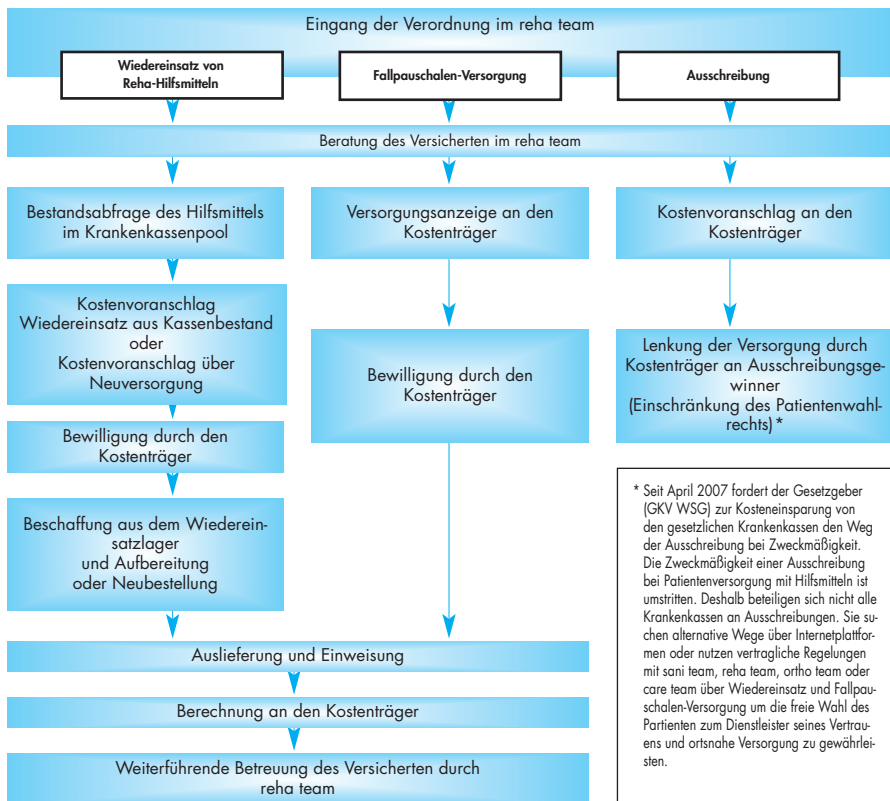 Eingang der Verordnung im reha team
Wiedereinsatz von
Reha-Hilfsmitteln
Fallpauschalen-Versorgung
Ausschreibung
Beratung des Versicherten im reha team
Bestandsabfrage des Hilfsmittels
im Krankenkassenpool
Versorgungsanzeige an den
Kostenträger
Kostenvoranschlag an den
Kostenträger
Kostenvoranschlag
Wiedereinsatz aus Kassenbestand
oder
Kostenvoranschlag über
Neuversorgung
Bewilligung durch den
Kostenträger
Lenkung der Versorgung durch
Kostenträger an Ausschreibungsge-
winner
(Einschränkung des Patientenwahl-
rechts)*
Bewilligung durch den
Kostenträger
Beschaffung aus dem Wiederein-
satzlager
und Aufbereitung
oder Neubestellung
Auslieferung und Einweisung
Berechnung an den Kostenträger
Weiterführende Betreuung des Versicherten durch
reha team
* Seit April 2007 fordert der Gesetzgeber
(GKV WSG) zur Kosteneinsparung von
den gesetzlichen Krankenkassen den Weg
der Ausschreibung bei Zweckmäßigkeit.
Die Zweckmäßigkeit einer Ausschreibung
bei Patientenversorgung mit Hilfsmitteln ist
umstritten. Deshalb beteiligen sich nicht alle
Krankenkassen an Ausschreibungen. Sie su-
chen alternative Wege über Internetplattfor-
men oder nutzen vertragliche Regelungen
mit sani team, reha team, ortho team oder
care team über Wiedereinsatz und Fallpau-
schalen-Versorgung um die freie Wahl des
Partienten zum Dienstleister seines Vertrau-
ens und ortsnahe Versorgung zu gewährlei-
sten.